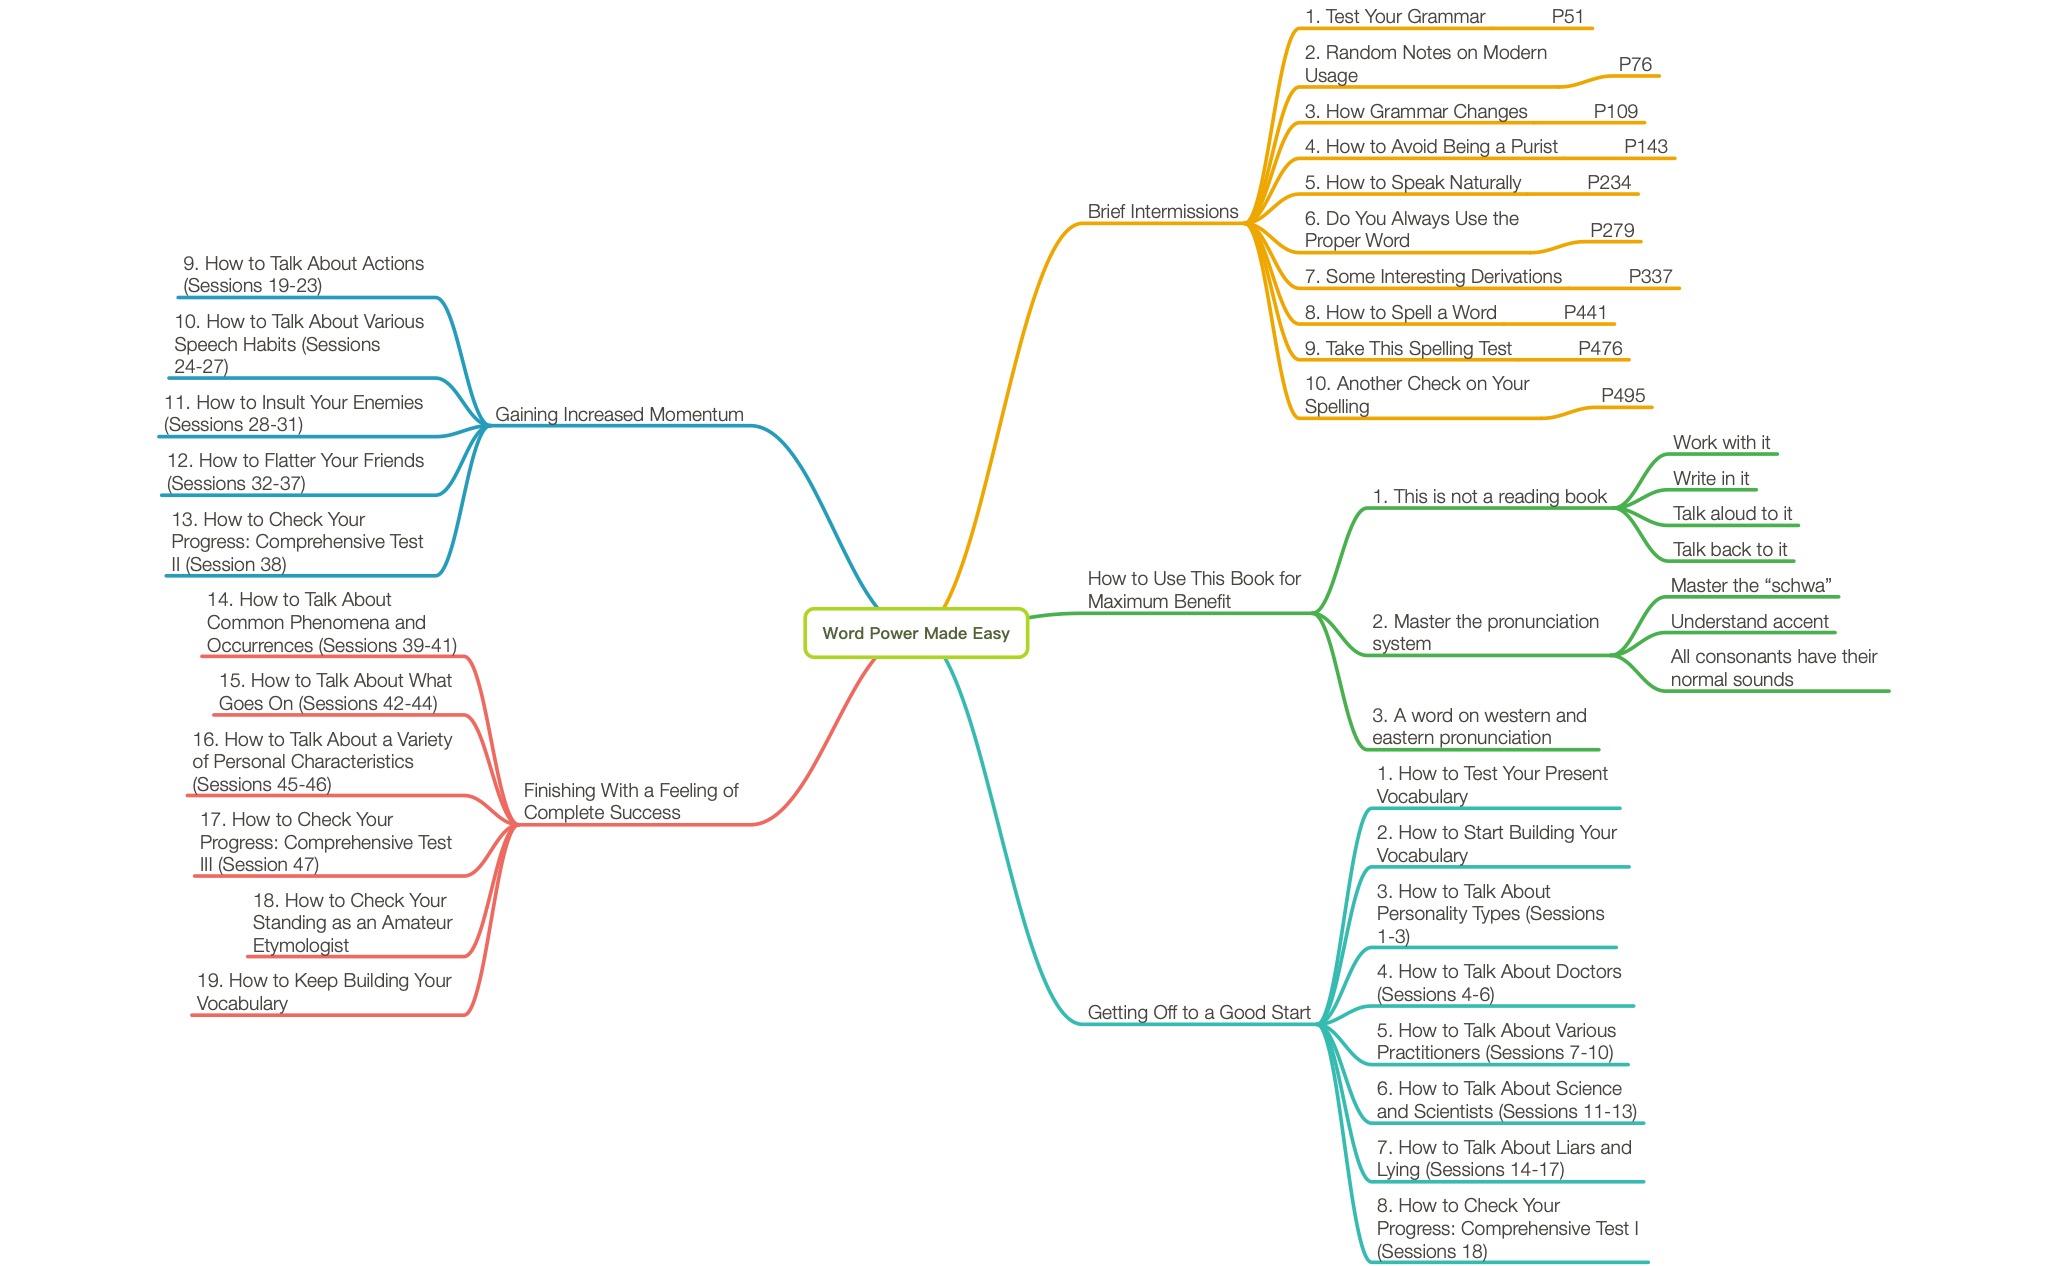 Word Power Made Easy
Brief Intermissions
1. Test Your Grammar
P51
2. Random Notes on Modern
Usage
P76
3. How Grammar Changes
P109
4. How to Avoid Being a Purist
P143
5. How to Speak Naturally
P234
6. Do You Always Use the
Proper Word
P279
7. Some Interesting Derivations
P337
8. How to Spell a Word
P441
9. Take This Spelling Test
P476
10. Another Check on Your
Spelling
P495
How to Use This Book for
Maximum Benefit
1. This is not a reading book
Work with it
Write in it
Talk aloud to it
Talk back to it
2. Master the pronunciation
system
Master the “schwa”
Understand accent
All consonants have their
normal sounds
3. A word on western and
eastern pronunciation
Getting Off to a Good Start
1. How to Test Your Present
Vocabulary
2. How to Start Building Your
Vocabulary
3. How to Talk About
Personality Types (Sessions
1-3)
4. How to Talk About Doctors
(Sessions 4-6)
5. How to Talk About Various
Practitioners (Sessions 7-10)
6. How to Talk About Science
and Scientists (Sessions 11-13)
7. How to Talk About Liars and
Lying (Sessions 14-17)
8. How to Check Your
Progress: Comprehensive Test I
(Sessions 18)
Gaining Increased Momentum
9. How to Talk About Actions
(Sessions 19-23)
10. How to Talk About Various
Speech Habits (Sessions
24-27)
11. How to Insult Your Enemies
(Sessions 28-31)
12. How to Flatter Your Friends
(Sessions 32-37)
13. How to Check Your
Progress: Comprehensive Test
II (Session 38)
Finishing With a Feeling of
Complete Success
14. How to Talk About
Common Phenomena and
Occurrences (Sessions 39-41)
15. How to Talk About What
Goes On (Sessions 42-44)
16. How to Talk About a Variety
of Personal Characteristics
(Sessions 45-46)
17. How to Check Your
Progress: Comprehensive Test
III (Session 47)
18. How to Check Your
Standing as an Amateur
Etymologist
19. How to Keep Building Your
Vocabulary